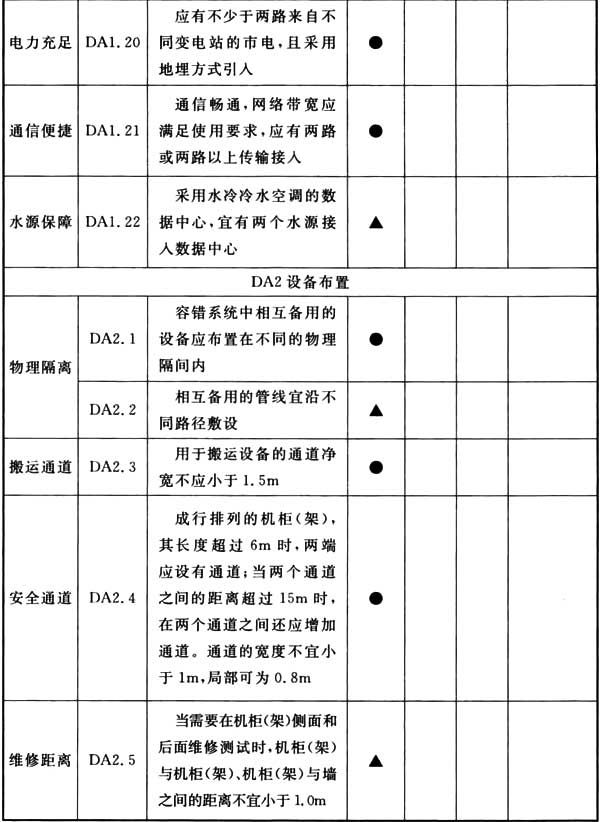 应有不少于两路来自不
电力充足 DA1.20 同变电站的市电,且采用 ●
地埋方式引入
通信畅通,网络带宽应
通信便捷 DA1.21 满足使用要求,应有两路 ●
或两路以上传输接入
采用水冷冷水空调的数
水源保障 DA1.22 据中心,宜有两个水源接 ▲
入数据中心
DA2 设备布置
物理隔离
容错系统中相互备用的
DA2.1 设备应布置在不同的物理 ●
隔间内
DA2.2 相互备用的管线宜沿不 ▲
同路径敷设
搬运通道 DA2.3 用于搬运设备的通道净 ●
宽不应小于1.5m
成行排列的机柜(架),
其长度超过 6m 时,两端
应设有通道;当两个通道
安全通道 DA2.4 之间的距离超过 15m 时, ●
在两个通道之间还应增加
通道。通道的宽度不宜小
于1m,局部可为 0.8m
当需要在机柜(架)侧面和
维修距离 DA2.5 后面维修测试时,机柜(架) ▲
与机柜(架)、机柜(架)与墙
之间的距离不宜小于1.0m